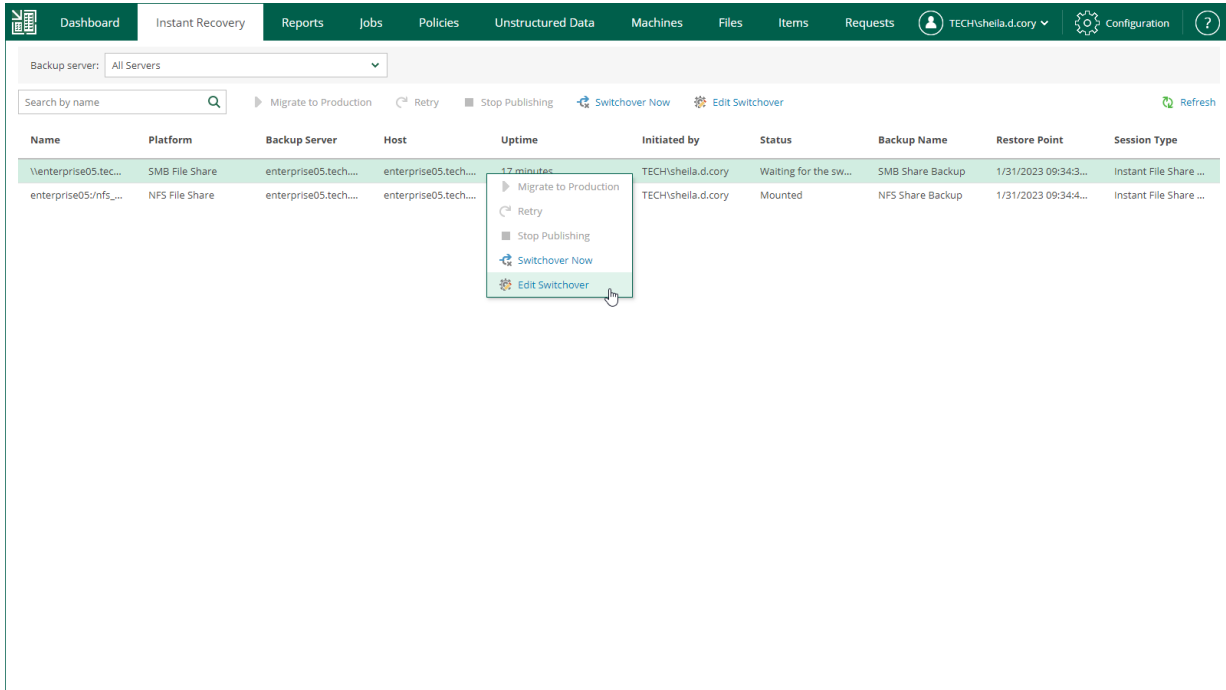 Dashboard Instant Recovery Reports Jobs Policies Unstructured Data Machines Files Items Requests TECH\sheila.d.cory Configuration ?
Backup server: All Servers
Search by name Migrate to Production Retry Stop Publishing Switchover Now Edit Switchover Refresh
Name Platform Backup Server Host Uptime Initiated by Status Backup Name Restore Point Session Type
\\enterprise05.tec... SMB File Share enterprise05.tech.... enterprise05.tech.... 17 minutes TECH\sheila.d.cory Waiting for the sw... SMB Share Backup 1/31/2023 09:34:3... Instant File Share ...
enterprise05:/nfs_... NFS File Share enterprise05.tech.... enterprise05.tech.... TECH\sheila.d.cory Mounted NFS Share Backup 1/31/2023 09:34:4... Instant File Share ...
Migrate to Production
Retry
Stop Publishing
Switchover Now
Edit Switchover